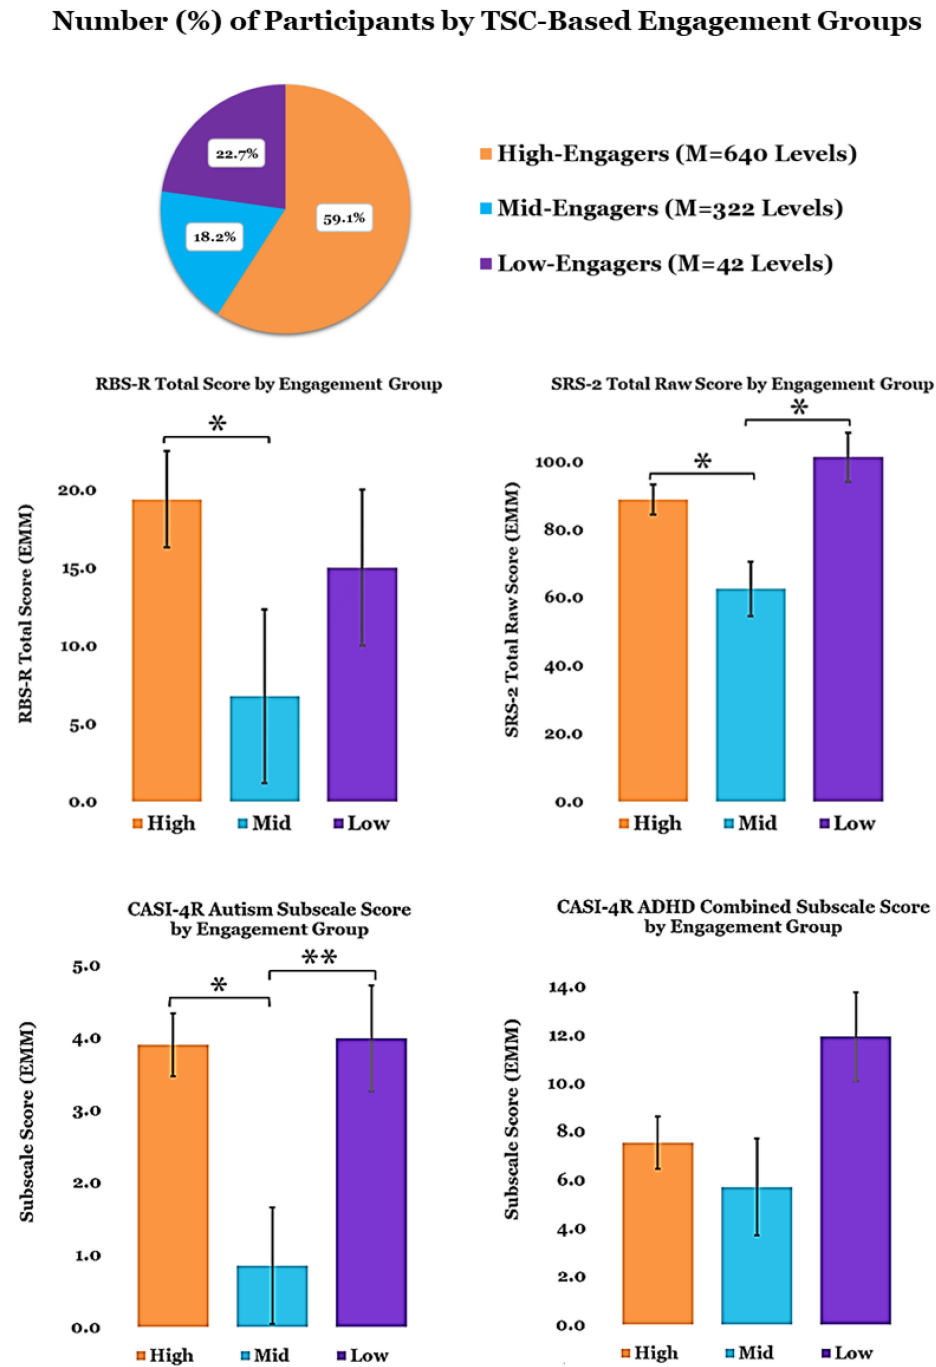 Number (%) of Participants by TSC-Based Engagement Groups
22.7%
59.1%
18.2%
High-Engagers (M=640 Levels)
Mid-Engagers (M=322 Levels)
Low-Engagers (M=42 Levels)
RBS-R Total Score by Engagement Group
*
RBS-R Total Score (EMM)
20.0
15.0
10.0
5.0
0.0
High Mid Low
SRS-2 Total Raw Score by Engagement Group
*
*
SRS-2 Total Raw Score (EMM)
100.0
80.0
60.0
40.0
20.0
0.0
High Mid Low
CASI-4R Autism Subscale Score
by Engagement Group
*
**
Subscale Score (EMM)
5.0
4.0
3.0
2.0
1.0
0.0
High Mid Low
CASI-4R ADHD Combined Subscale Score
by Engagement Group
Subscale Score (EMM)
14.0
12.0
10.0
8.0
6.0
4.0
2.0
0.0
High Mid Low